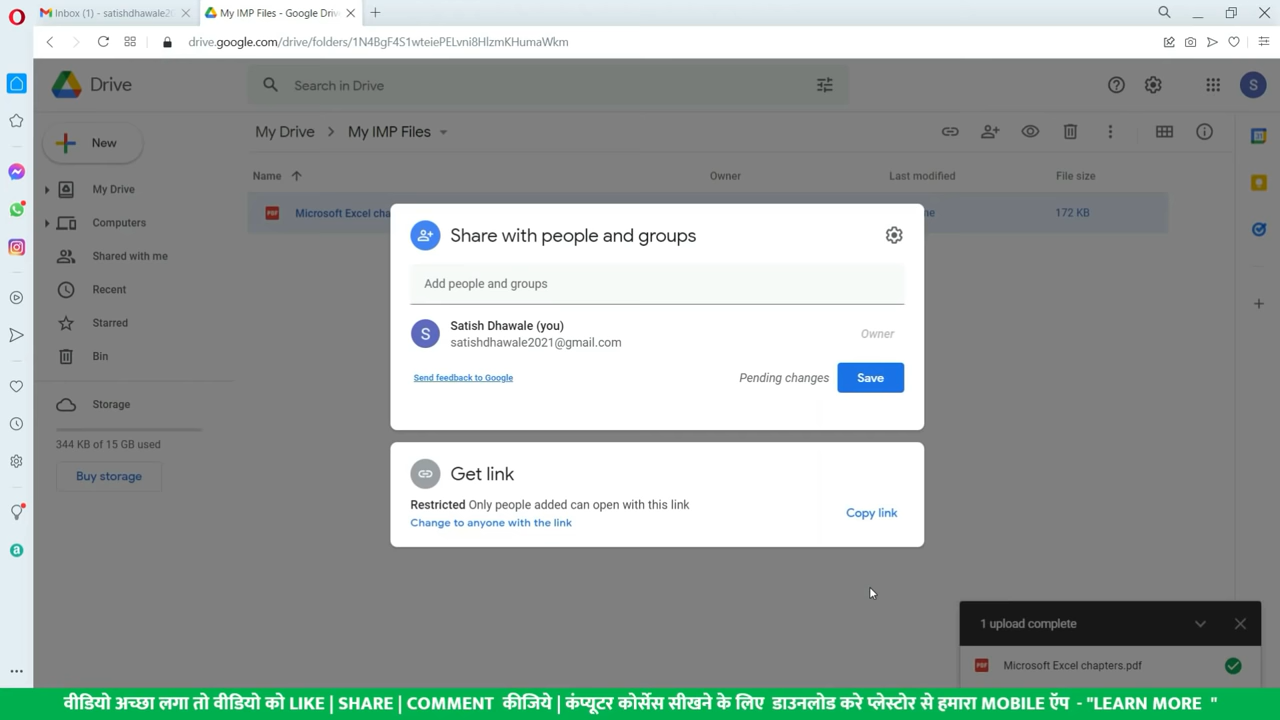 Inbox (1) - satishdhawale20
My IMP Files - Google Driv
drive.google.com/drive/folders/1N4BgF4S1wteiePELvni8HlzmKHumaWkm
Drive
Search in Drive
S
New
My Drive
My IMP Files
Name
Owner
Last modified
File size
My Drive
Microsoft Excel cha
172 KB
Computers
Shared with me
Recent
Starred
Bin
Storage
344 KB of 15 GB used
Buy storage
Share with people and groups
Add people and groups
S
Satish Dhawale (you)
satishdhawale2021@gmail.com
Owner
Send feedback to Google
Pending changes
Save
Get link
Restricted Only people added can open with this link
Change to anyone with the link
Copy link
1 upload complete
PDF
Microsoft Excel chapters.pdf
वीडियो अच्छा लगा तो वीडियो को LIKE | SHARE | COMMENT कीजिये | कंप्यूटर कोर्सेस सीखने के लिए डाउनलोड करे प्लेस्टोर से हमारा MOBILE ऍप - "LEARN MORE "